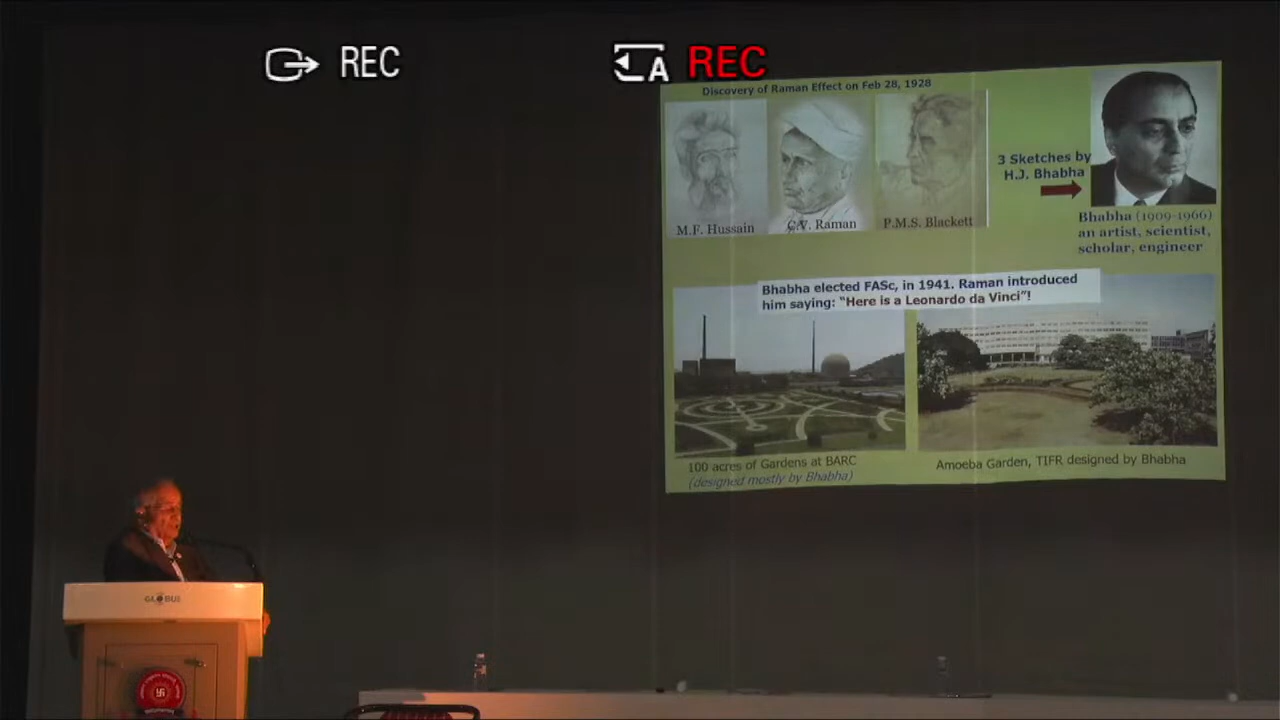 REC
A REC
Discovery of Raman Effect on Feb 28, 1928
M.F. Hussain
C.V. Raman
P.M.S. Blackett
3 Sketches by
H.J. Bhabha
Bhabha (1909-1966)
an artist, scientist,
scholar, engineer
Bhabha elected FASc, in 1941. Raman introduced
him saying: “Here is a Leonardo da Vinci”!
100 acres of Gardens at BARC
(designed mostly by Bhabha)
Amoeba Garden, TIFR designed by Bhabha
GLOBUS